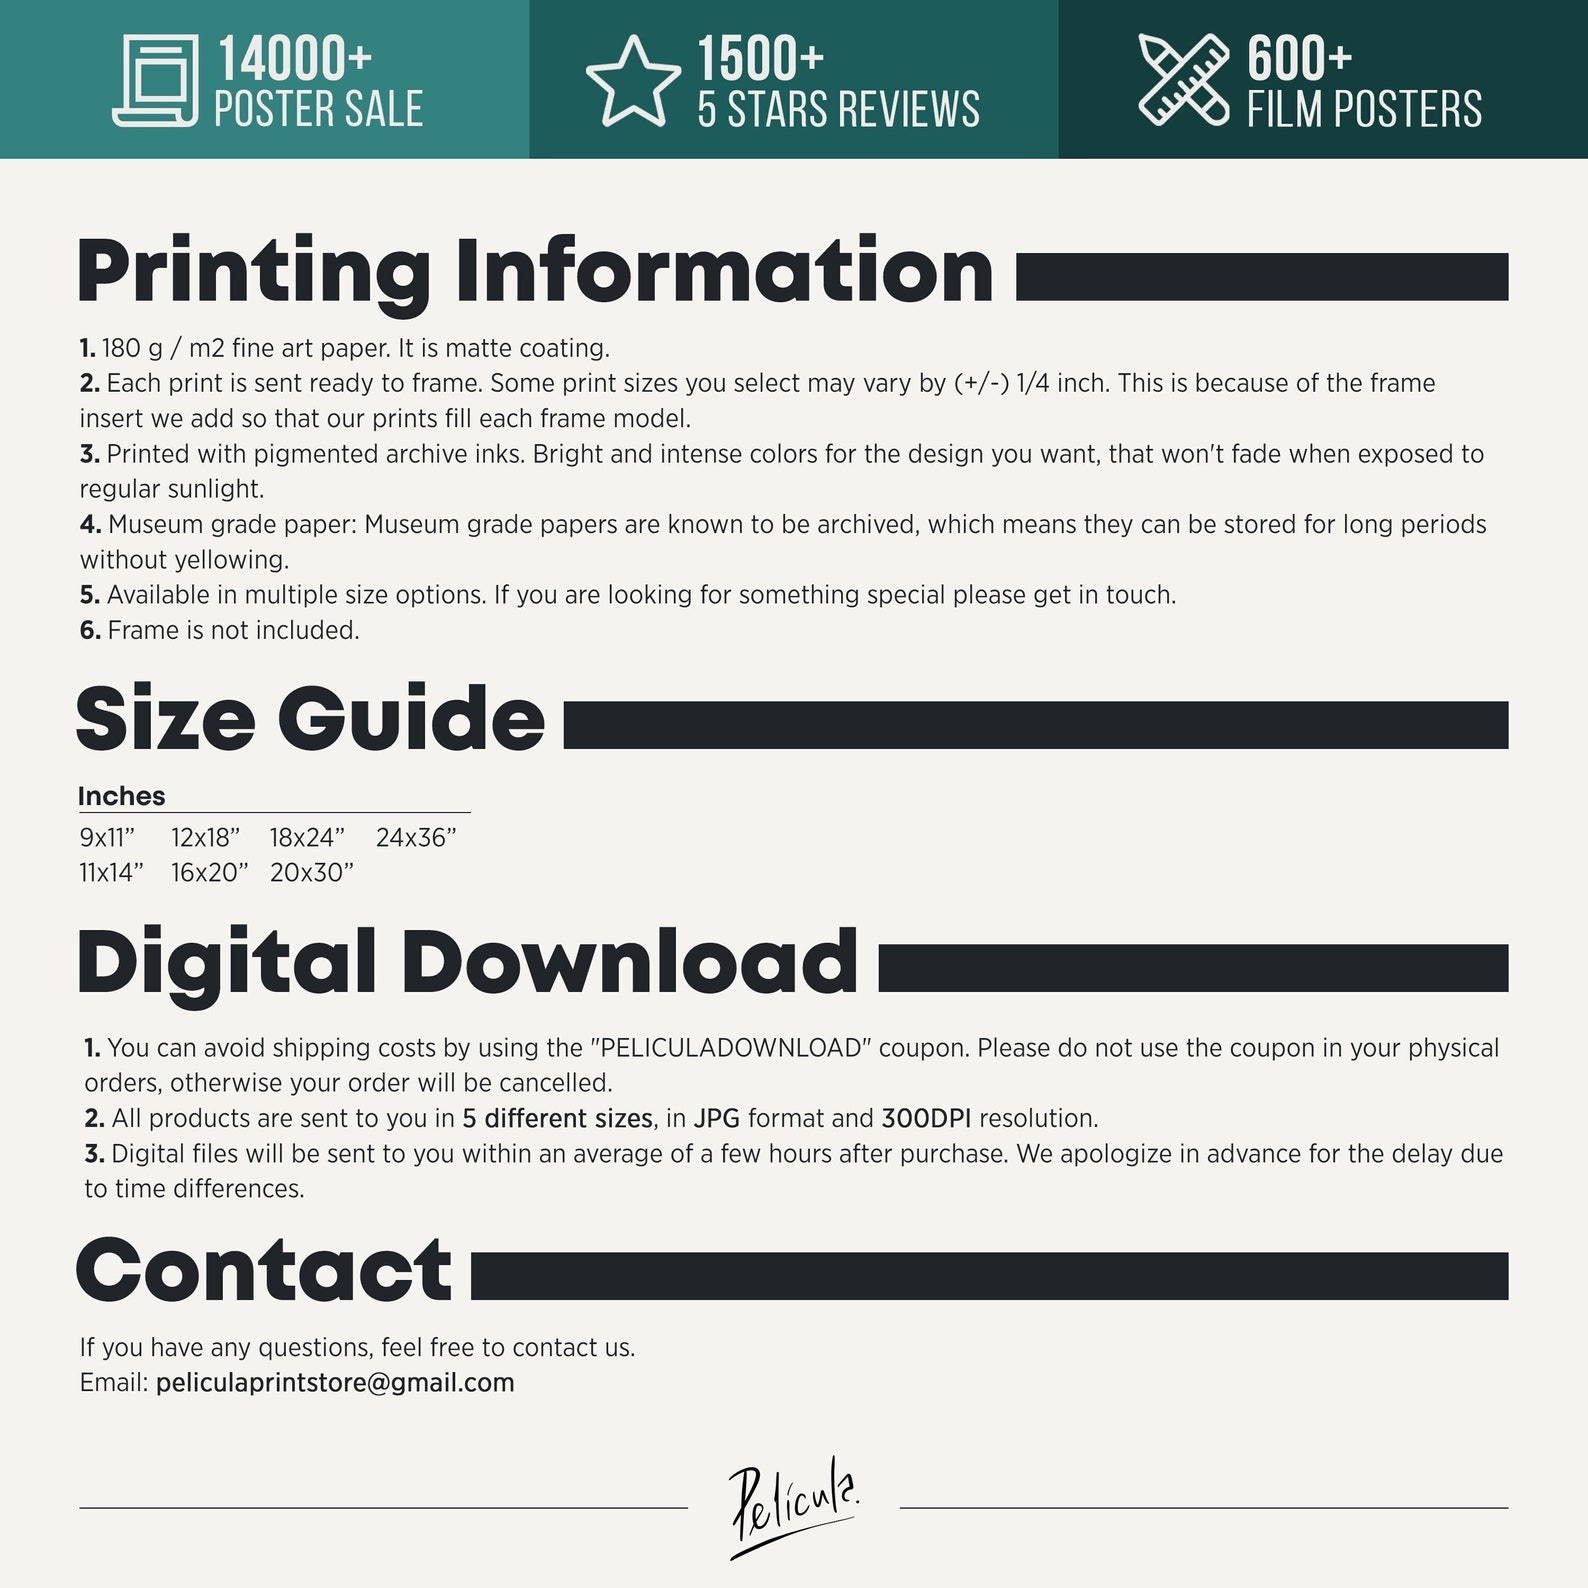 14000+
POSTER SALE
1500+
5 STARS REVIEWS
600+
FILM POSTERS
Printing Information
1. 180 g / m2 fine art paper. It is matte coating.
2. Each print is sent ready to frame. Some print sizes you select may vary by (+/-) 1/4 inch. This is because of the frame
insert we add so that our prints fill each frame model.
3. Printed with pigmented archive inks. Bright and intense colors for the design you want, that won't fade when exposed to
regular sunlight.
4. Museum grade paper: Museum grade papers are known to be archived, which means they can be stored for long periods
without yellowing.
5. Available in multiple size options. If you are looking for something special please get in touch.
6. Frame is not included.
Size Guide
Inches
9x11” 12x18” 18x24” 24x36”
11x14” 16x20” 20x30”
Digital Download
1. You can avoid shipping costs by using the "PELICULADOWNLOAD" coupon. Please do not use the coupon in your physical
orders, otherwise your order will be cancelled.
2. All products are sent to you in 5 different sizes, in JPG format and 300DPI resolution.
3. Digital files will be sent to you within an average of a few hours after purchase. We apologize in advance for the delay due
to time differences.
Contact
If you have any questions, feel free to contact us.
Email: peliculaprintstore@gmail.com
Película.